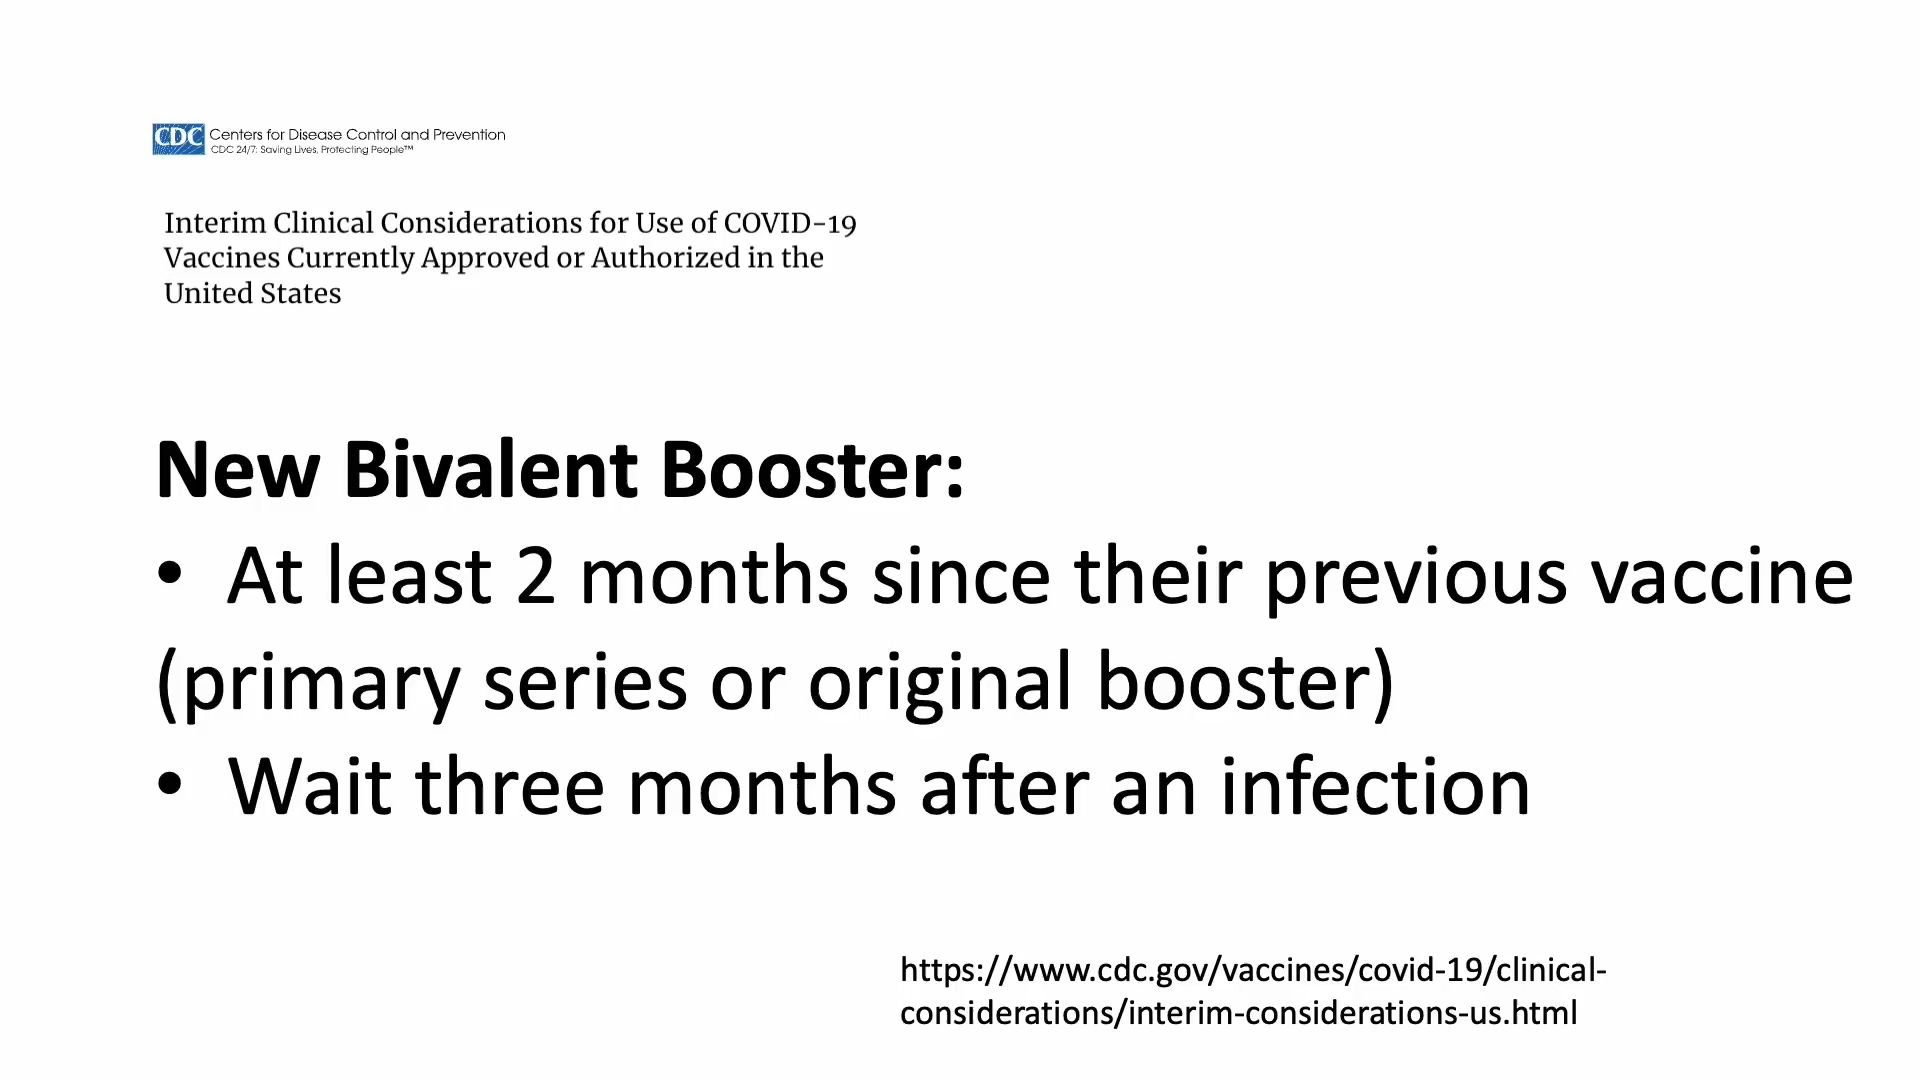 CDC Centers for Disease Control and Prevention
CDC 24/7: Saving Lives, Protecting People™
Interim Clinical Considerations for Use of COVID-19
Vaccines Currently Approved or Authorized in the
United States
New Bivalent Booster:
• At least 2 months since their previous vaccine
(primary series or original booster)
• Wait three months after an infection
https://www.cdc.gov/vaccines/covid-19/clinical-
considerations/interim-considerations-us.html